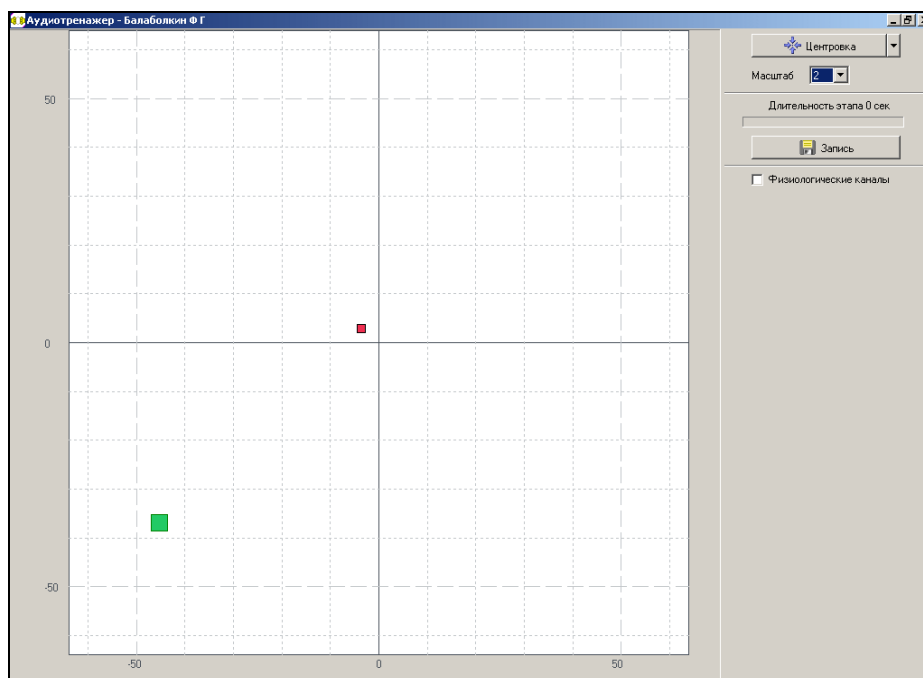 Аудиотренажер - Балаболкин Ф Г
Центровка
Масштаб 2
Длительность этапа 0 сек
Запись
Физиологические каналы
50
0
-50
-50 0 50